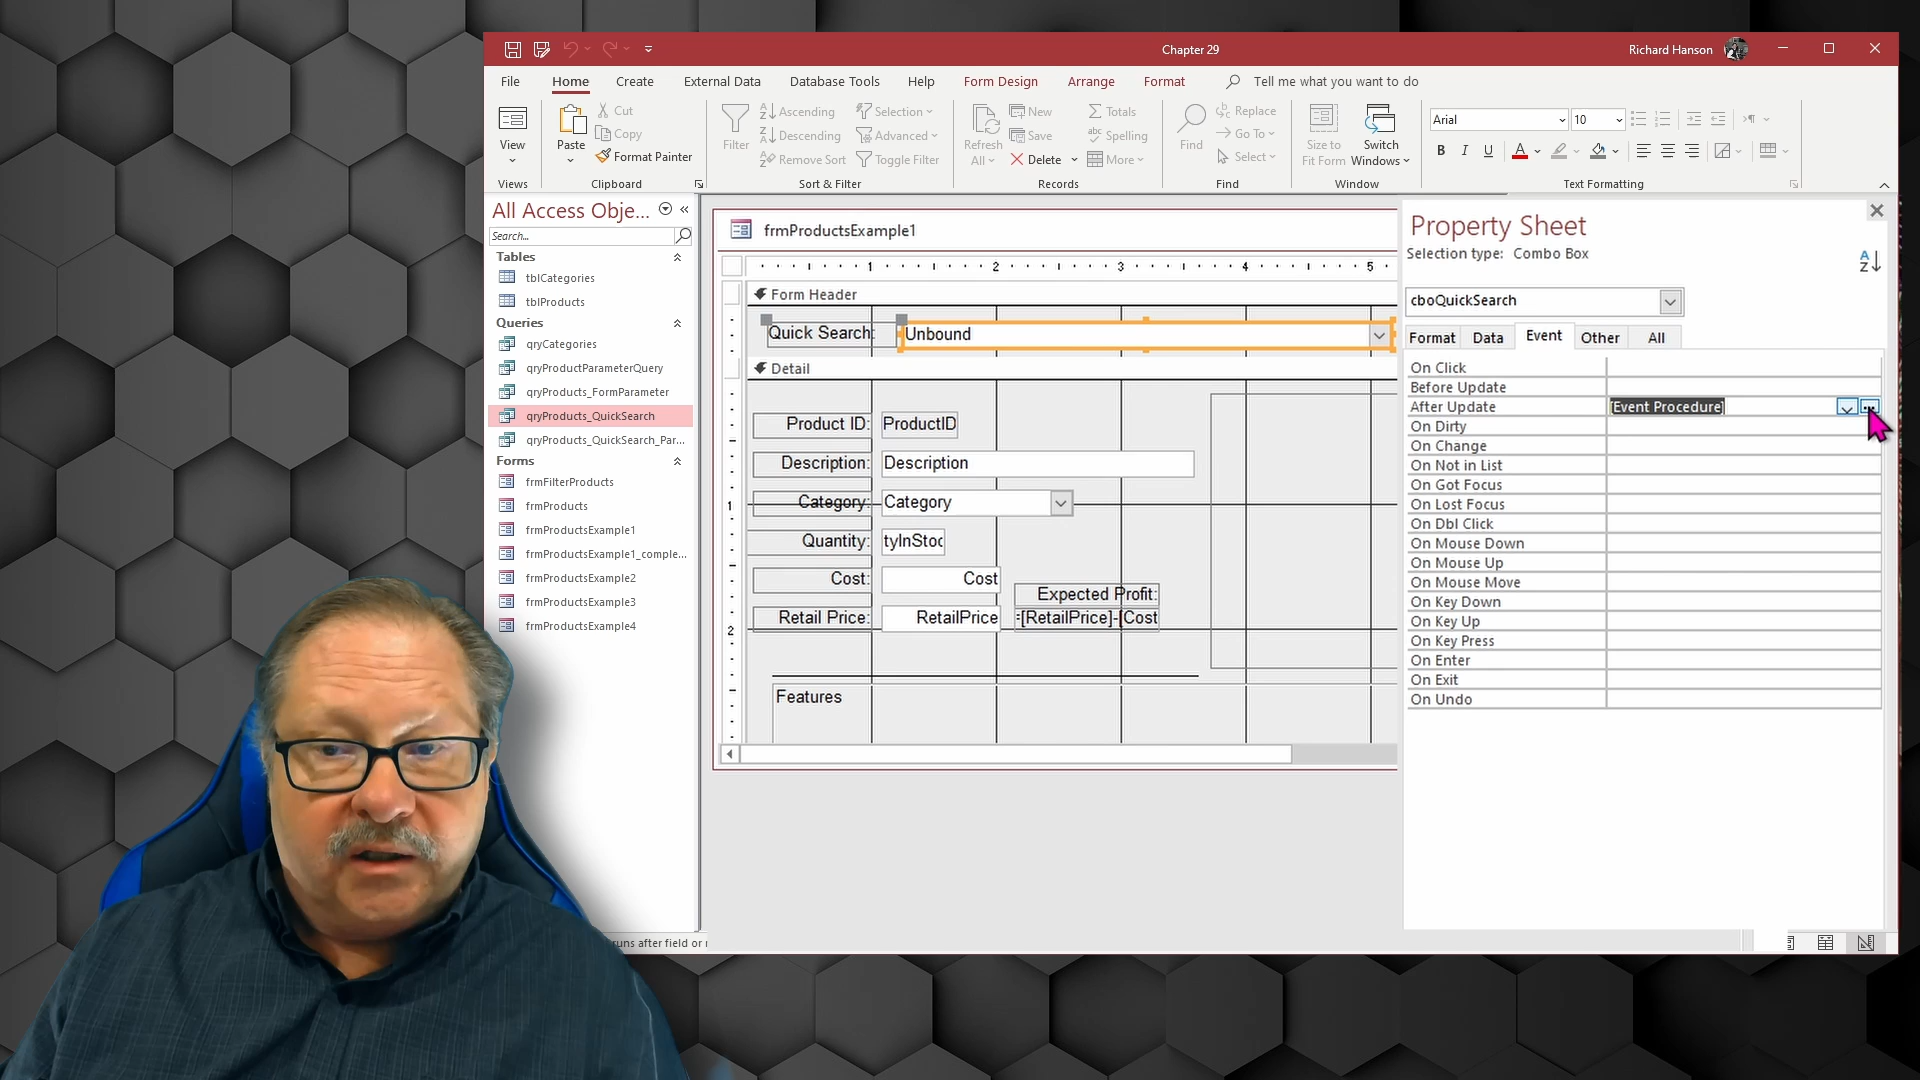 Chapter 29
Richard Hanson
File Home Create External Data Database Tools Help Form Design Arrange Format Tell me what you want to do
View
Views
Paste
Cut
Copy
Format Painter
Clipboard
Filter
Ascending
Descending
Remove Sort
Selection
Advanced
Toggle Filter
Sort & Filter
Refresh
All
New
Save
Delete
Totals
Spelling
More
Records
Find
Replace
Go To
Select
Find
Size to
Fit Form
Switch
Windows
Window
Arial 10
B I U
A
Text Formatting
All Access Obje...
Search...
Tables
tblCategories
tblProducts
Queries
qryCategories
qryProductParameterQuery
qryProducts_FormParameter
qryProducts_QuickSearch
qryProducts_QuickSearch_Par...
Forms
frmFilterProducts
frmProducts
frmProductsExample1
frmProductsExample1_comple...
frmProductsExample2
frmProductsExample3
frmProductsExample4
frmProductsExample1
1 2 3 4 5
Form Header
Quick Search: Unbound
Detail
Product ID: ProductID
Description: Description
1
Category: Category
Quantity: tyInStoc
Cost: Cost
Expected Profit:
Retail Price: RetailPrice =[RetailPrice]-[Cost
2
Features
Property Sheet
Selection type: Combo Box
A
Z
cboQuickSearch
Format Data Event Other All
On Click
Before Update
After Update [Event Procedure]
On Dirty
On Change
On Not in List
On Got Focus
On Lost Focus
On Dbl Click
On Mouse Down
On Mouse Up
On Mouse Move
On Key Down
On Key Up
On Key Press
On Enter
On Exit
On Undo
runs after field or